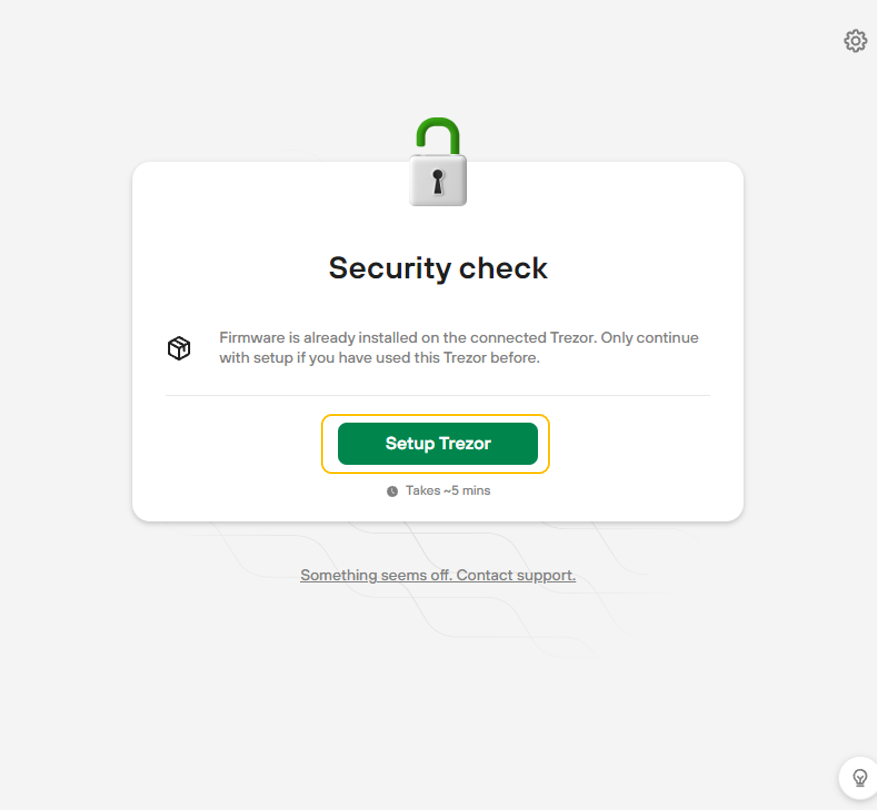 Security check
Firmware is already installed on the connected Trezor. Only continue
with setup if you have used this Trezor before.
Setup Trezor
Takes ~5 mins
Something seems off. Contact support.